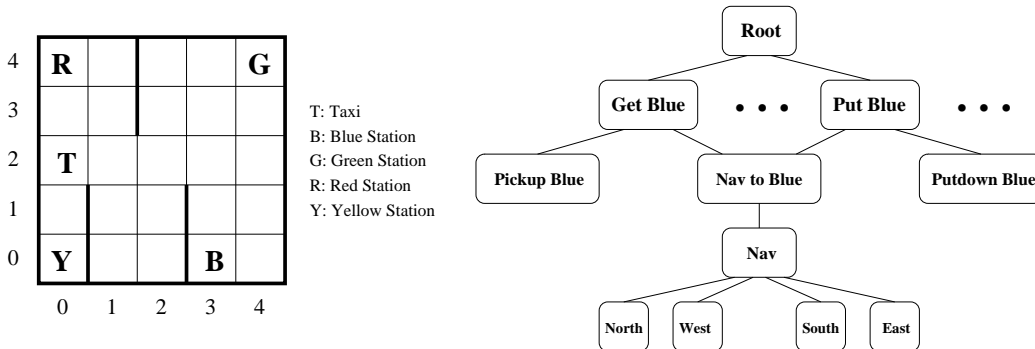 4 R G
3
2 T
1
0 Y B
0 1 2 3 4
T: Taxi
B: Blue Station
G: Green Station
R: Red Station
Y: Yellow Station
Root
Get Blue • • • Put Blue • • •
Pickup Blue Nav to Blue Putdown Blue
Nav
North West South East